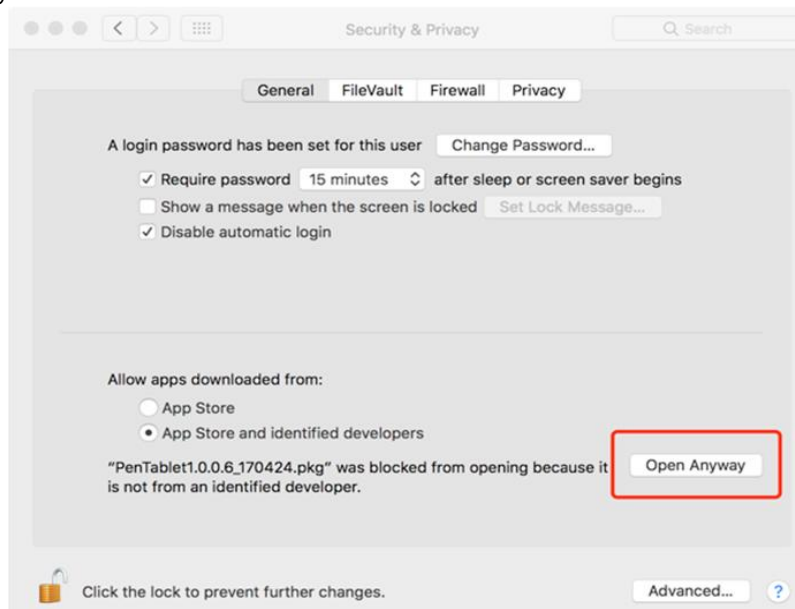 Security & Privacy
Search
General FileVault Firewall Privacy
A login password has been set for this user Change Password...
Require password 15 minutes after sleep or screen saver begins
Show a message when the screen is locked Set Lock Message...
Disable automatic login
Allow apps downloaded from:
App Store
App Store and identified developers
“PenTablet1.0.0.6_170424.pkg” was blocked from opening because it Open Anyway
is not from an identified developer.
Click the lock to prevent further changes. Advanced... ?